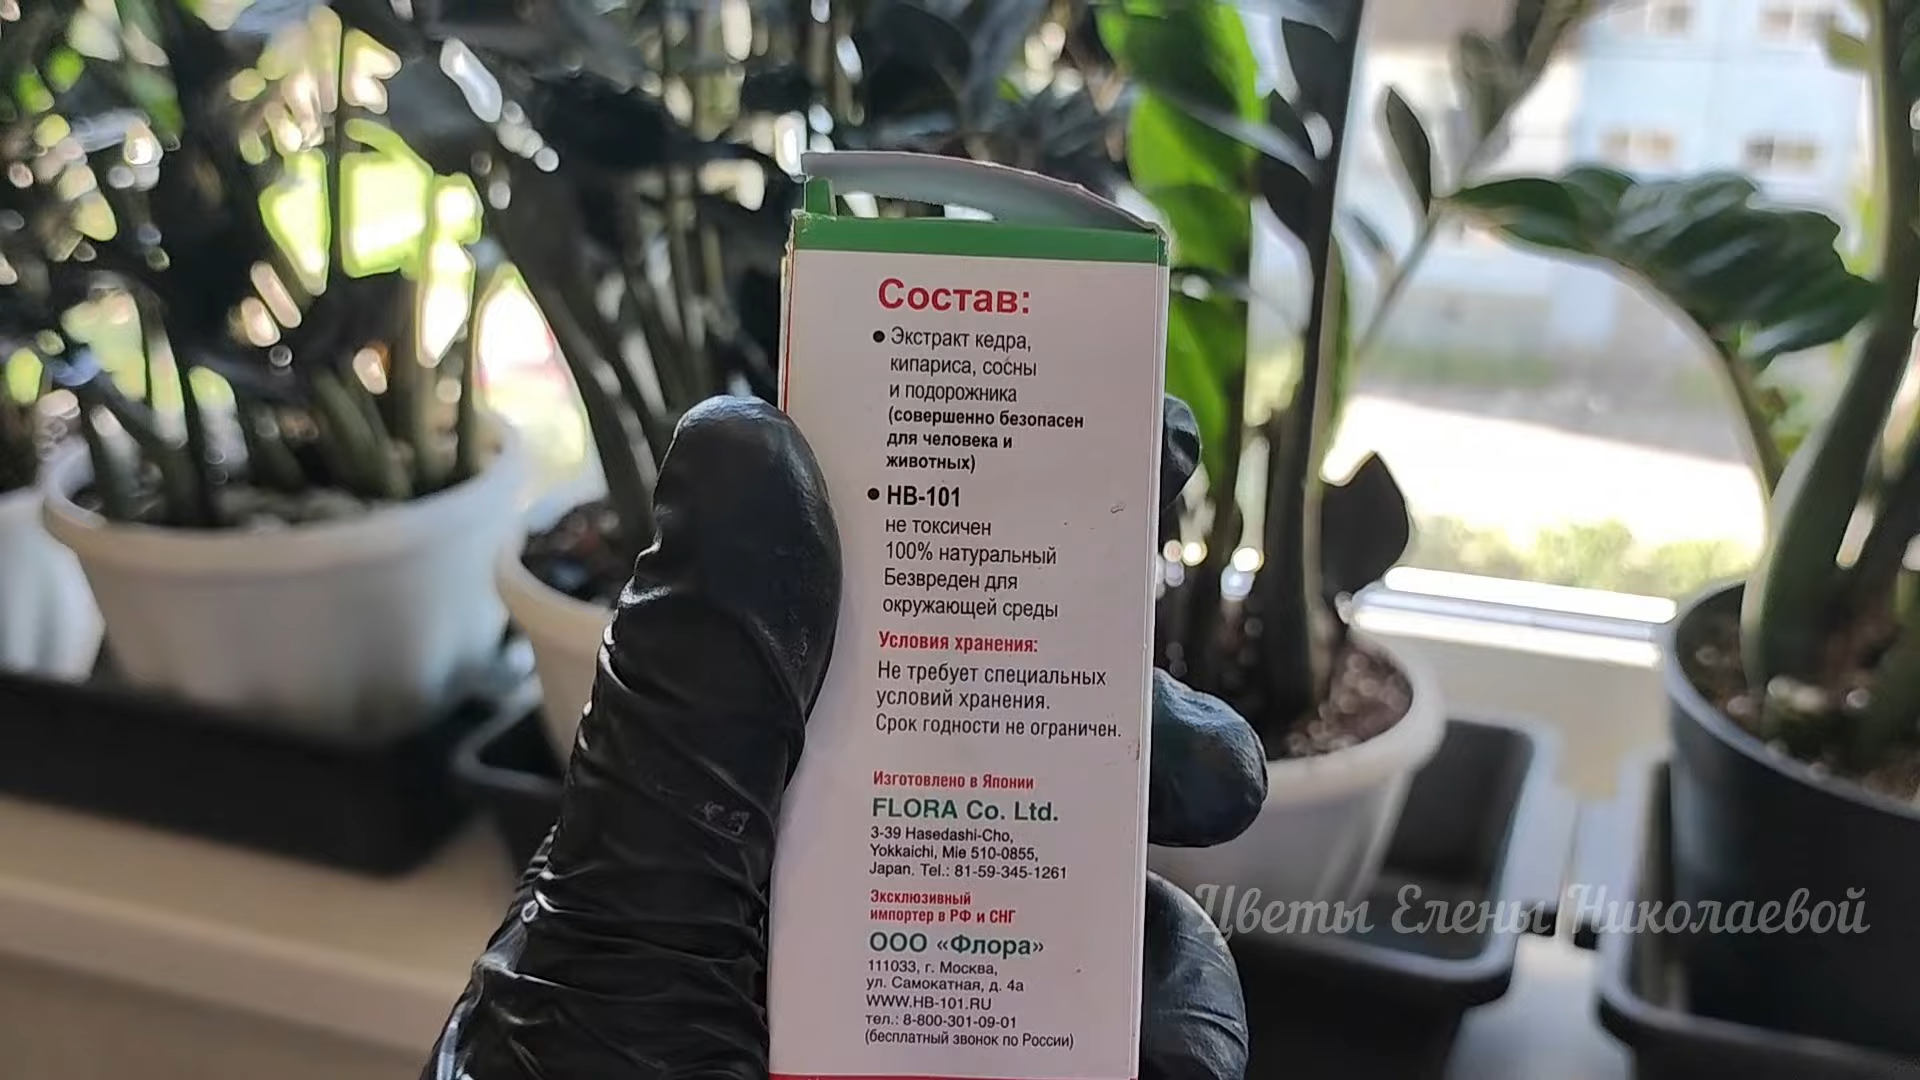 Состав:
● Экстракт кедра,
кипариса, сосны
и подорожника
(совершенно безопасен
для человека и
животных)
● НВ-101
не токсичен
100% натуральный
Безвреден для
окружающей среды
Условия хранения:
Не требует специальных
условий хранения.
Срок годности не ограничен.
Изготовлено в Японии
FLORA Co. Ltd.
3-39 Hasedashi-Cho,
Yokkaichi, Mie 510-0855,
Japan. Tel.: 81-59-345-1261
Эксклюзивный
импортер в РФ и СНГ
ООО «Флора»
111033, г. Москва,
ул. Самокатная, д. 4а
WWW.HB-101.RU
тел.: 8-800-301-09-01
(бесплатный звонок по России)
Цветы Елены Николаевой